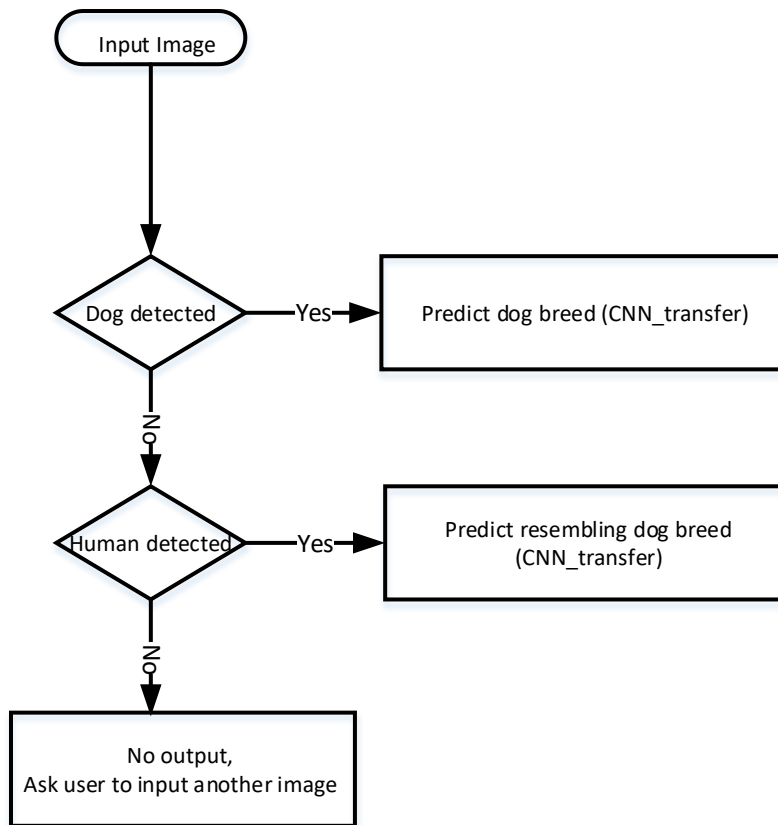 Input Image
Dog detected
Yes
Predict dog breed (CNN_transfer)
No
Human detected
Yes
Predict resembling dog breed
(CNN_transfer)
No
No output,
Ask user to input another image